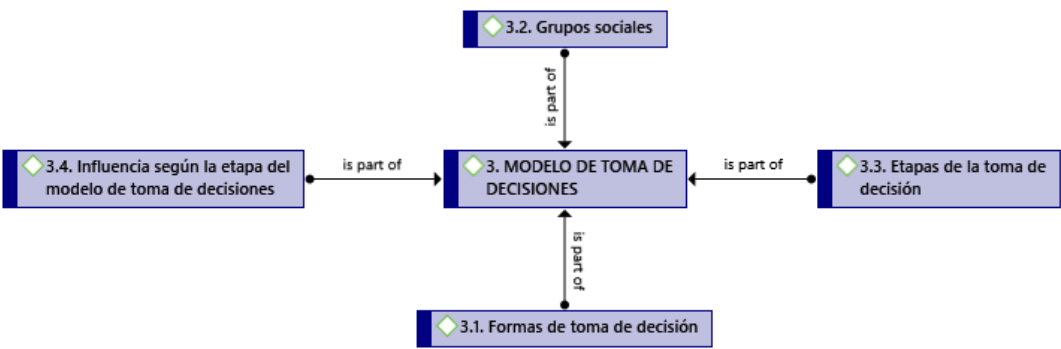 3.2. Grupos sociales
is part of
3.4. Influencia según la etapa del
modelo de toma de decisiones
is part of
3. MODELO DE TOMA DE
DECISIONES
is part of
3.3. Etapas de la toma de
decisión
is part of
3.1. Formas de toma de decisión